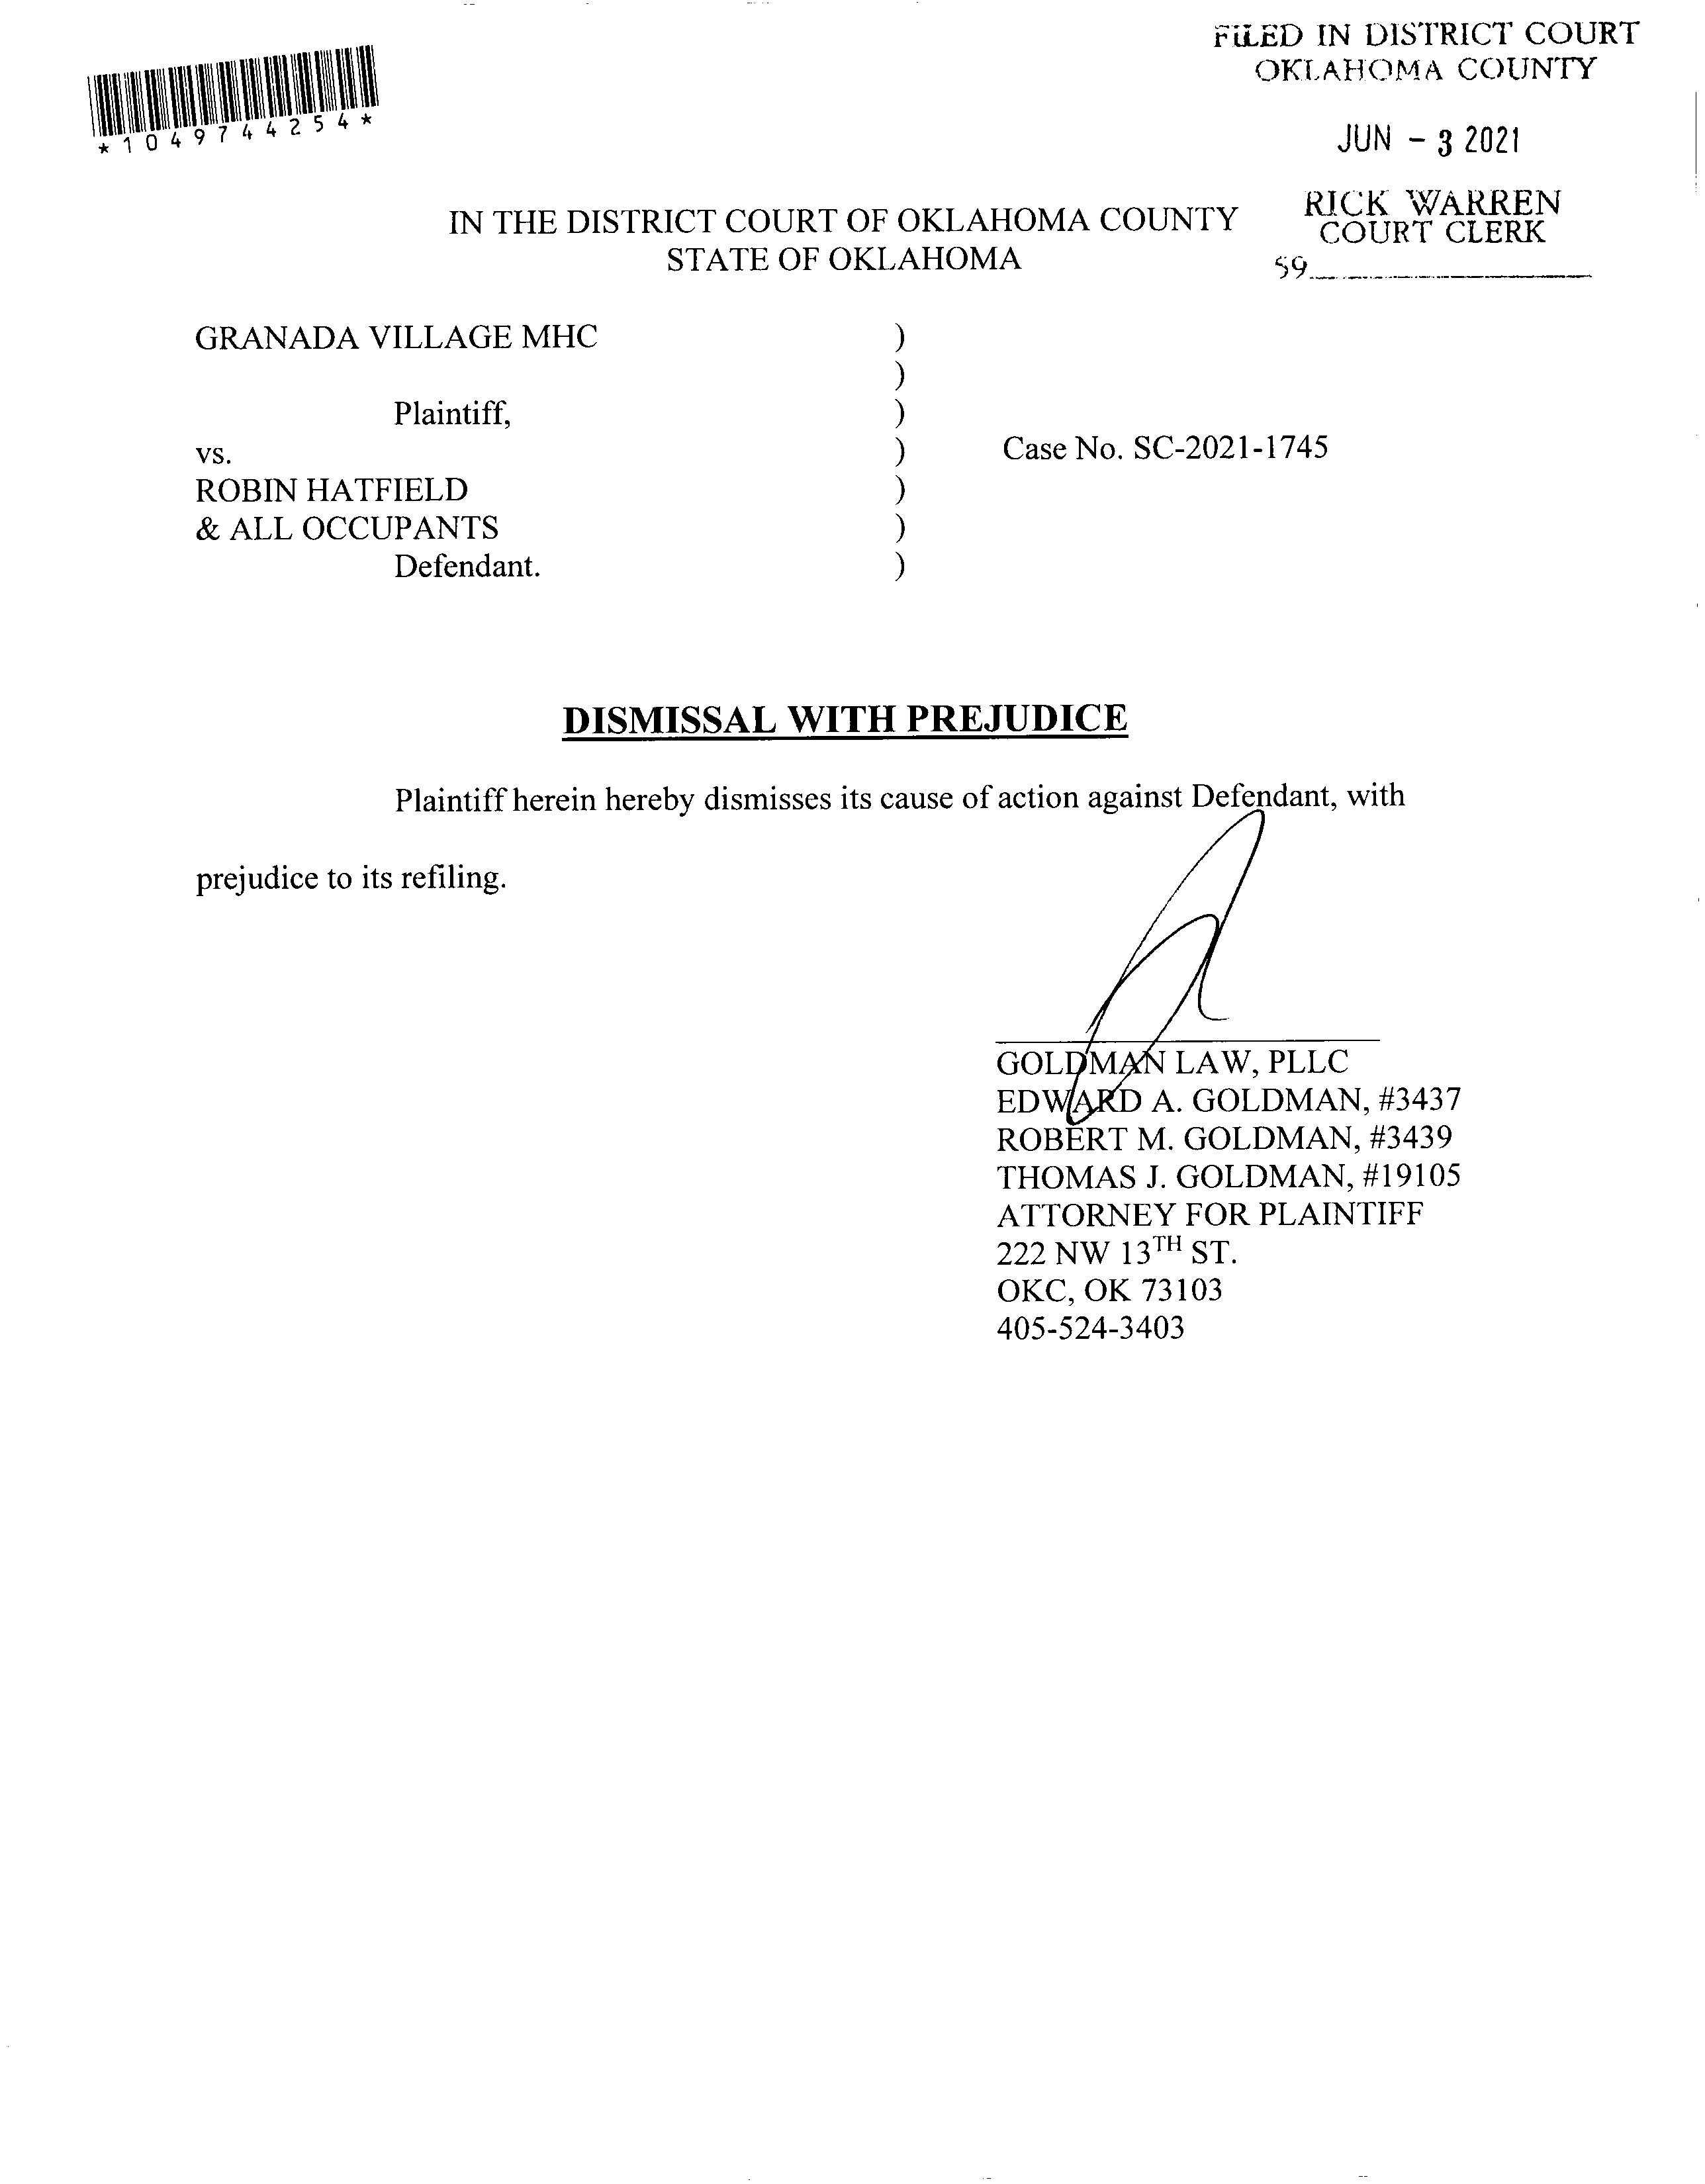 FILED IN DISTRICT COURT
OKLAHOMA COUNTY
*1049744254*
JUN - 3 2021
RICK WARREN
COURT CLERK
59
IN THE DISTRICT COURT OF OKLAHOMA COUNTY
STATE OF OKLAHOMA
GRANADA VILLAGE MHC )
)
Plaintiff, )
vs. ) Case No. SC-2021-1745
ROBIN HATFIELD )
& ALL OCCUPANTS )
Defendant. )
DISMISSAL WITH PREJUDICE
Plaintiff herein hereby dismisses its cause of action against Defendant, with
prejudice to its refiling.
GOLDMAN LAW, PLLC
EDWARD A. GOLDMAN, #3437
ROBERT M. GOLDMAN, #3439
THOMAS J. GOLDMAN, #19105
ATTORNEY FOR PLAINTIFF
222 NW 13TH ST.
OKC, OK 73103
405-524-3403